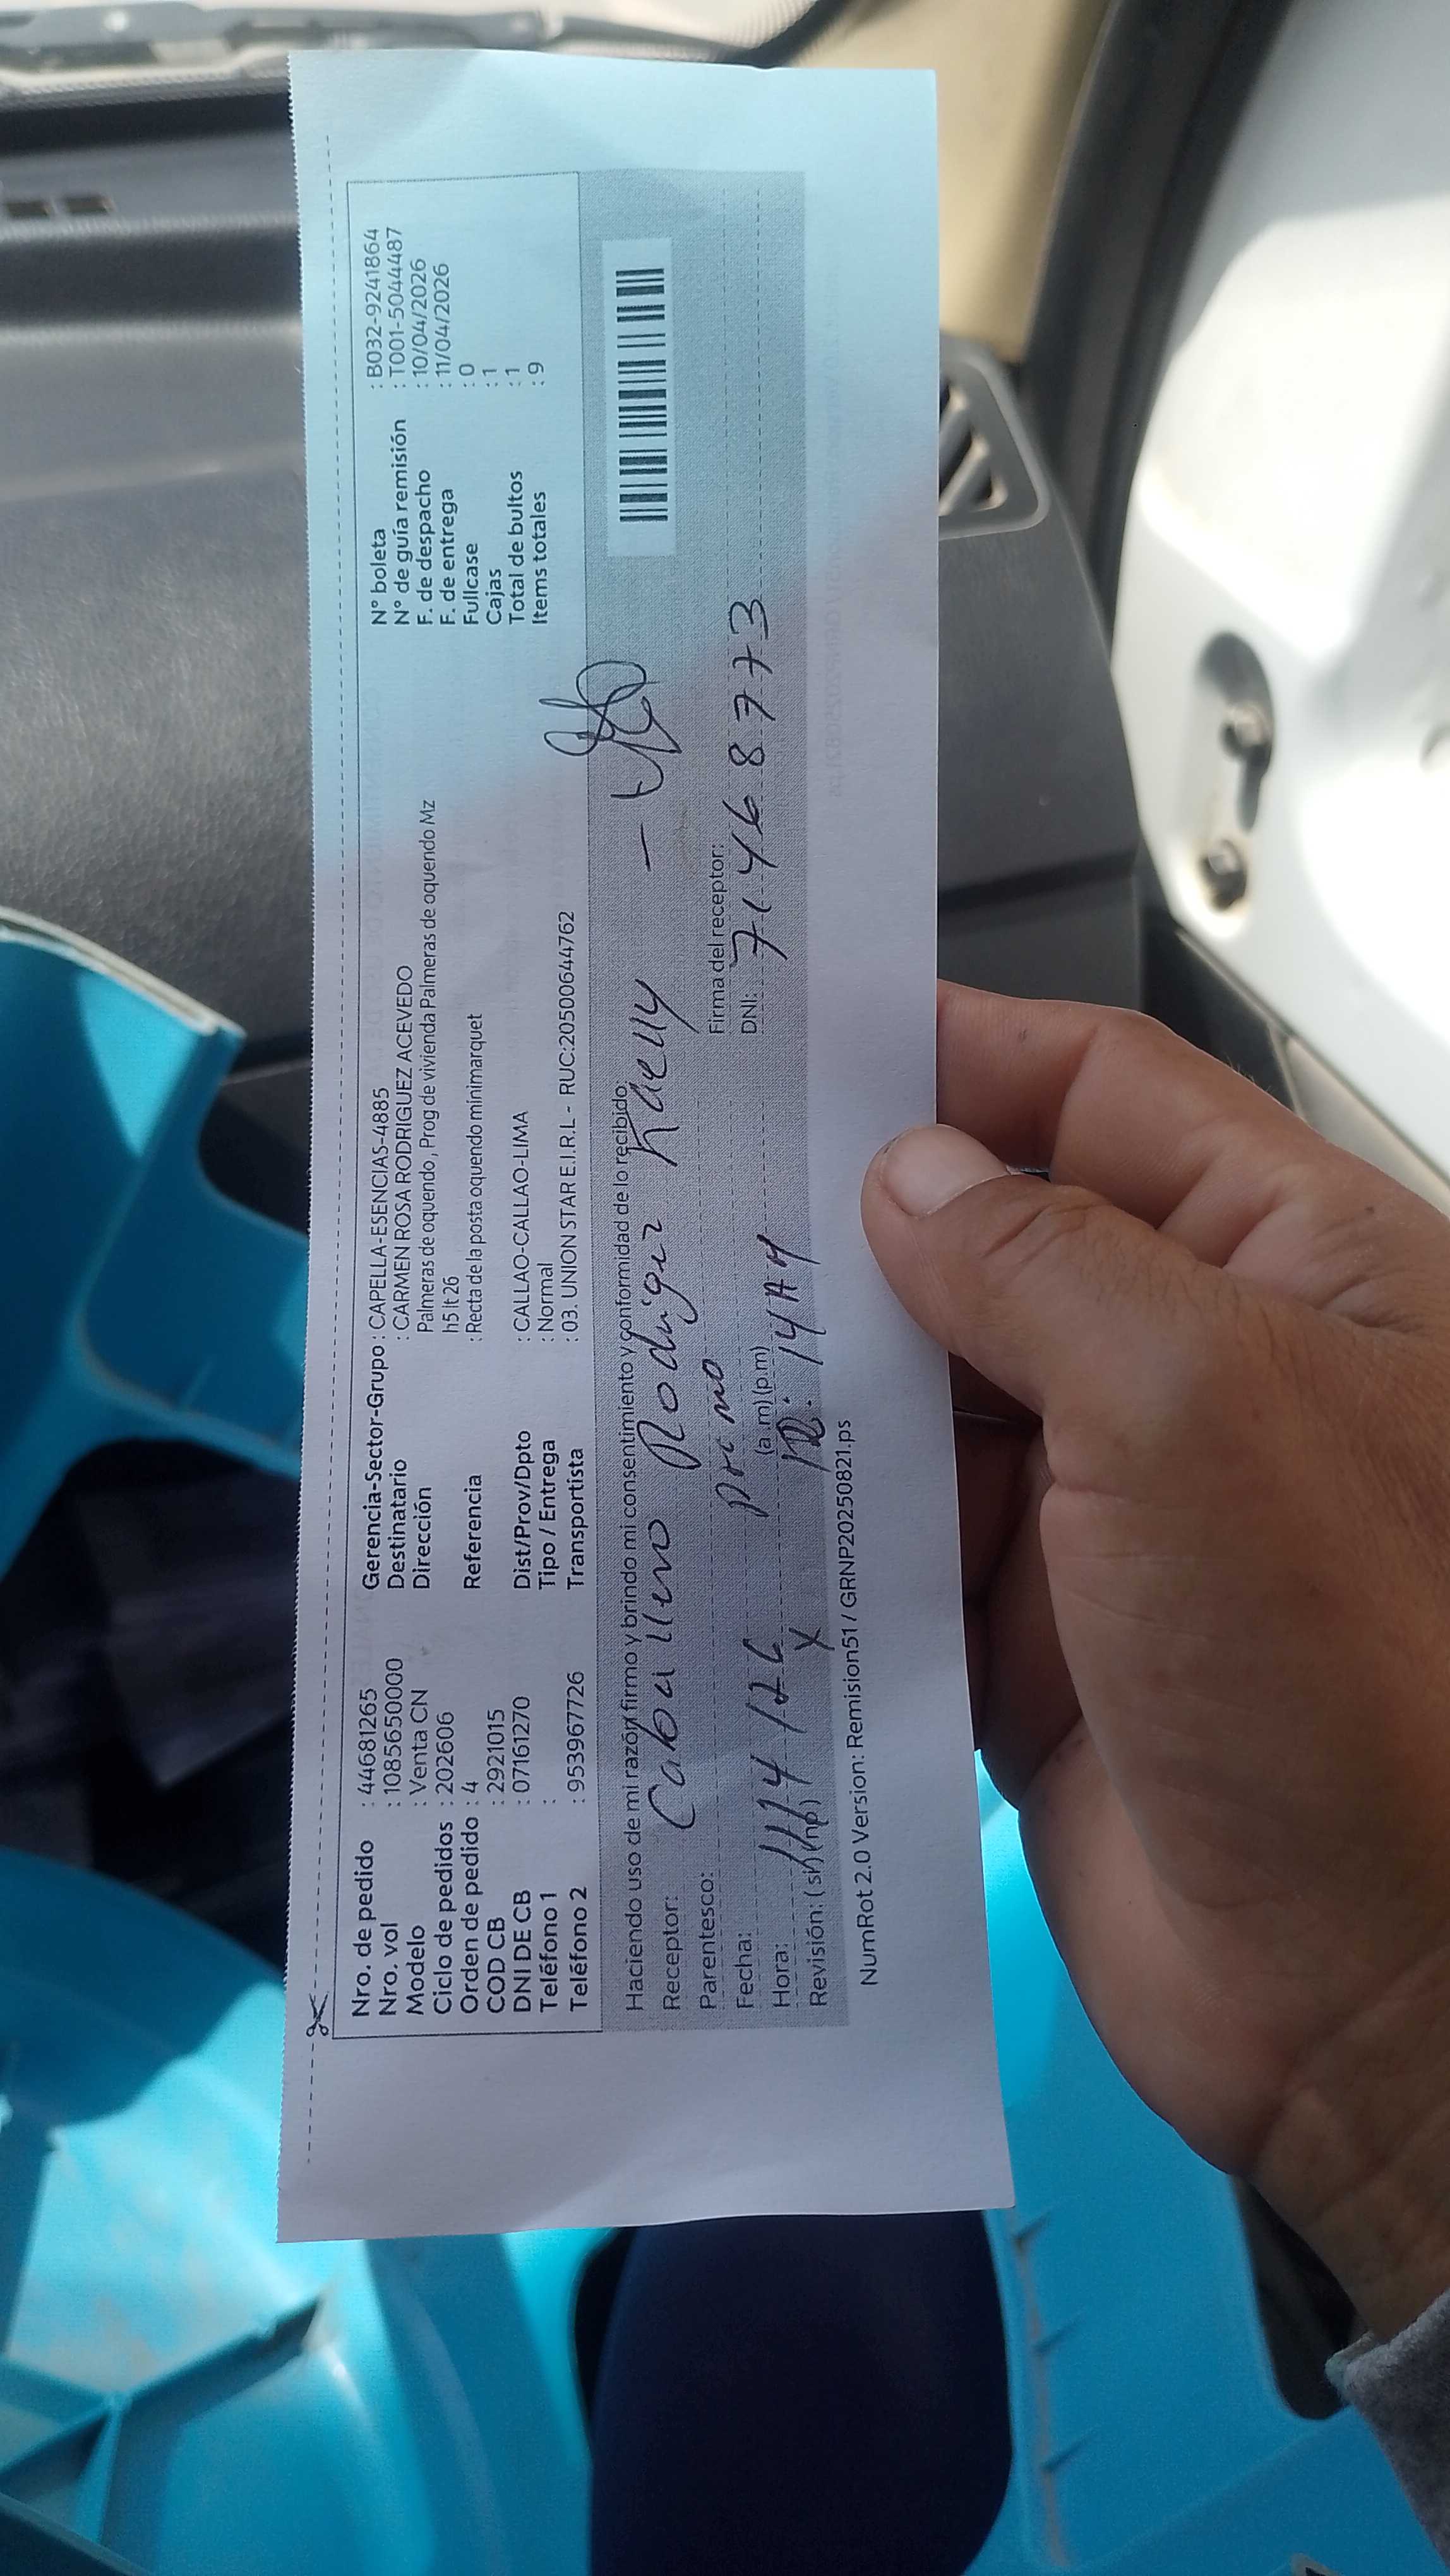 Nro. de pedido : 44681265 Gerencia-Sector-Grupo : CAPELLA-ESENCIAS-4885 N° boleta : B032-9241864
Nro. vol : 1085650000 Destinatario : CARMEN ROSA RODRIGUEZ ACEVEDO N° de guía remisión : T001-50444487
Modelo : Venta CN Dirección Palmeras de oquendo , Prog de vivienda Palmeras de oquendo Mz F. de despacho : 10/04/2026
Ciclo de pedidos : 202606 h5 lt 26 F. de entrega : 11/04/2026
Orden de pedido : 4 Referencia : Recta de la posta oquendo minimarquet Fullcase : 0
COD CB : 2921015 Cajas : 1
DNI DE CB : 07161270 Dist/Prov/Dpto : CALLAO-CALLAO-LIMA Total de bultos : 1
Teléfono 1 : Tipo / Entrega : Normal Items totales : 9
Teléfono 2 : 953967726 Transportista : 03. UNION STAR E.I.R.L - RUC:20500644762
Haciendo uso de mi razón firmo y brindo mi consentimiento y conformidad de lo recibido
Receptor: Caballero Rodriguez Kaelly
Parentesco: primo Firma del receptor:
Fecha: 11/4/26 DNI: 71468773
Hora: (a.m) (p.m) 14 AM
Revisión: ( si) (no) X
NumRot 2.0 Version: Remision51 / GRNP20250821.ps